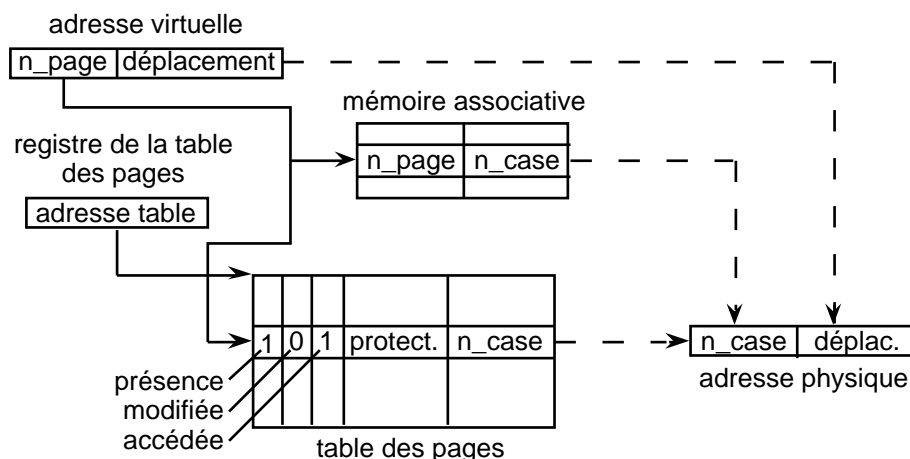 adresse virtuelle
n_page déplacement
mémoire associative
registre de la table
des pages
n_page n_case
adresse table
1 0 1 protect. n_case
n_case déplac.
présence
modifiée
accédée
adresse physique
table des pages